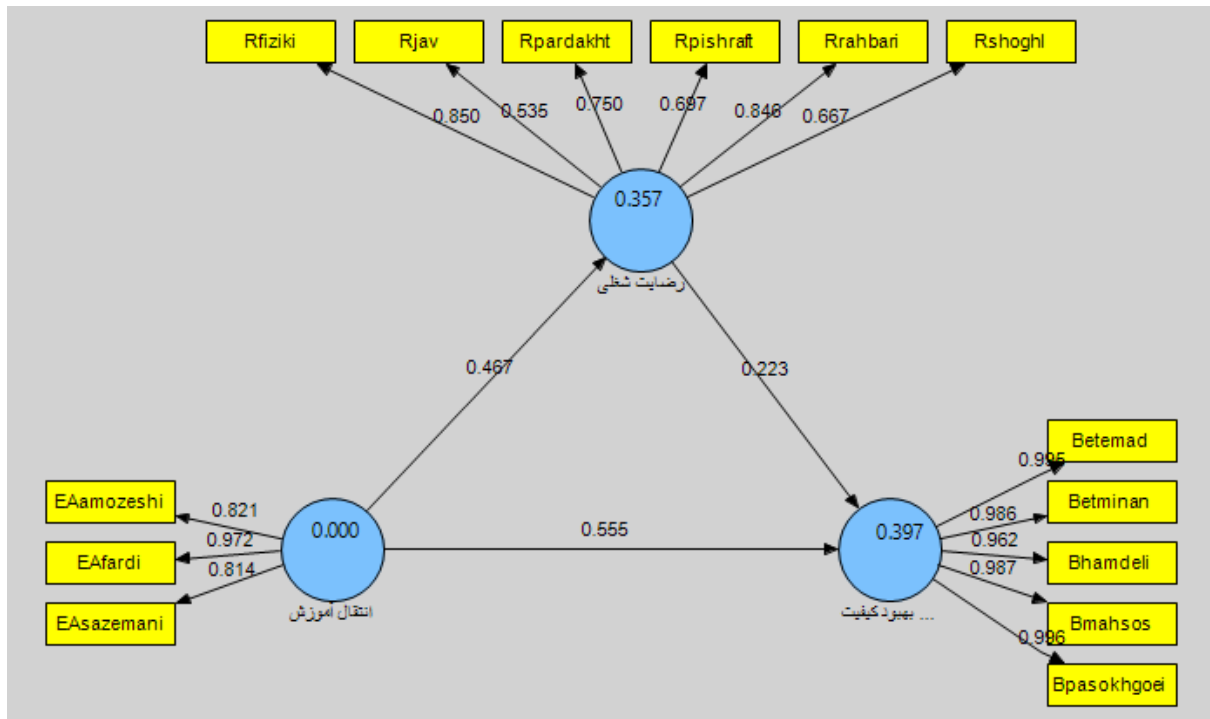 Rfiziki Rjav Rpardakht Rpishraft Rrahbari Rshoghl
0.850 0.535 0.750 0.697 0.846 0.667
0.357
رضایت شغلی
0.467 0.223
EAamozeshi
EAfardi
EAsazemani
0.821
0.972
0.814
0.000
انتقال آموزش
0.555
0.397
بهبود کیفیت ...
0.995
0.986
0.962
0.987
0.996
Betemad
Betminan
Bhamdeli
Bmahsos
Bpasokhgoei